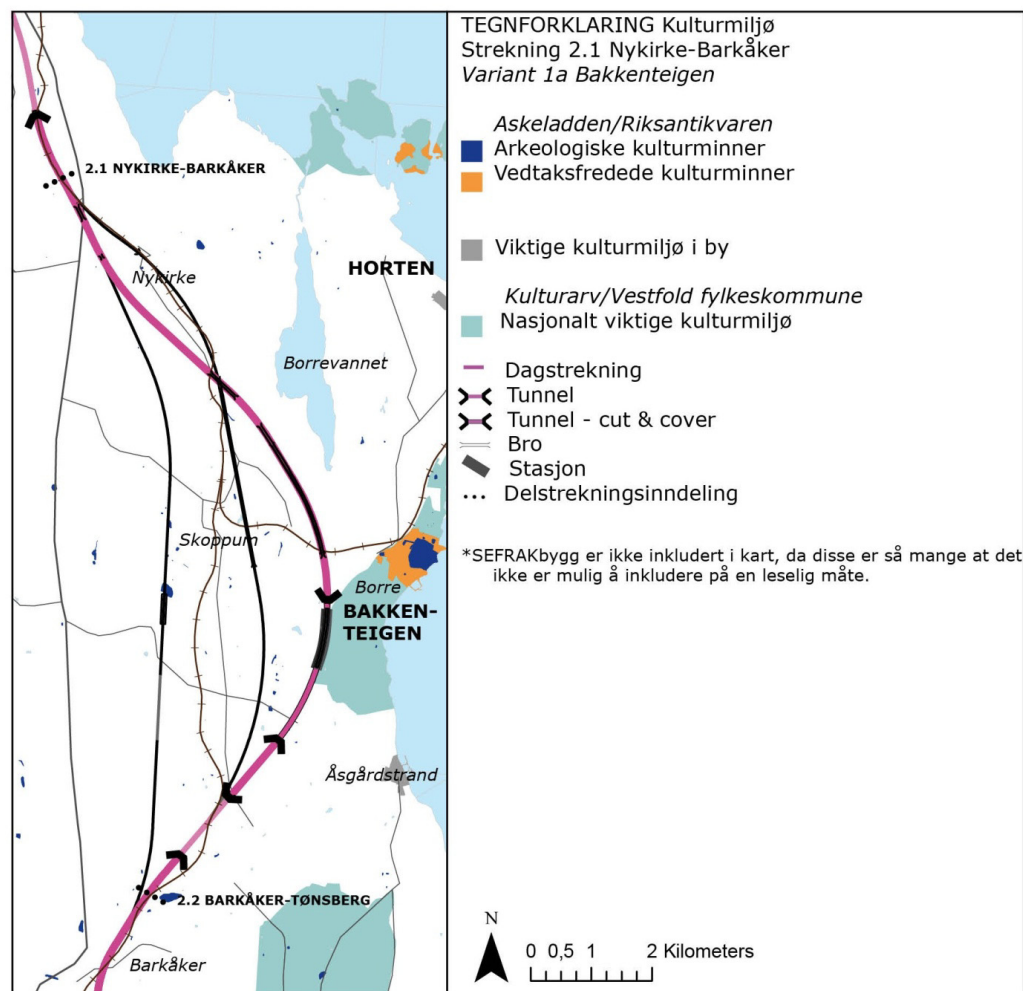 TEGNFORKLARING Kulturmiljø
Strekning 2.1 Nykirke-Barkåker
Variant 1a Bakkenteigen
Askeladden/Riksantikvaren
Arkeologiske kulturminner
Vedtaksfredede kulturminner
Viktige kulturmiljø i by
Kulturarv/Vestfold fylkeskommune
Nasjonalt viktige kulturmiljø
Dagstrekning
Tunnel
Tunnel - cut & cover
Bro
Stasjon
Delstrekningsinndeling
*SEFRAKbygg er ikke inkludert i kart, da disse er så mange at det
ikke er mulig å inkludere på en leselig måte.
2.1 NYKIRKE-BARKÅKER
Nykirke
HORTEN
Borrevannet
Skoppum
Borre
BAKKEN-
TEIGEN
Åsgårdstrand
2.2 BARKÅKER-TØNSBERG
Barkåker
N
0 0,5 1 2 Kilometers